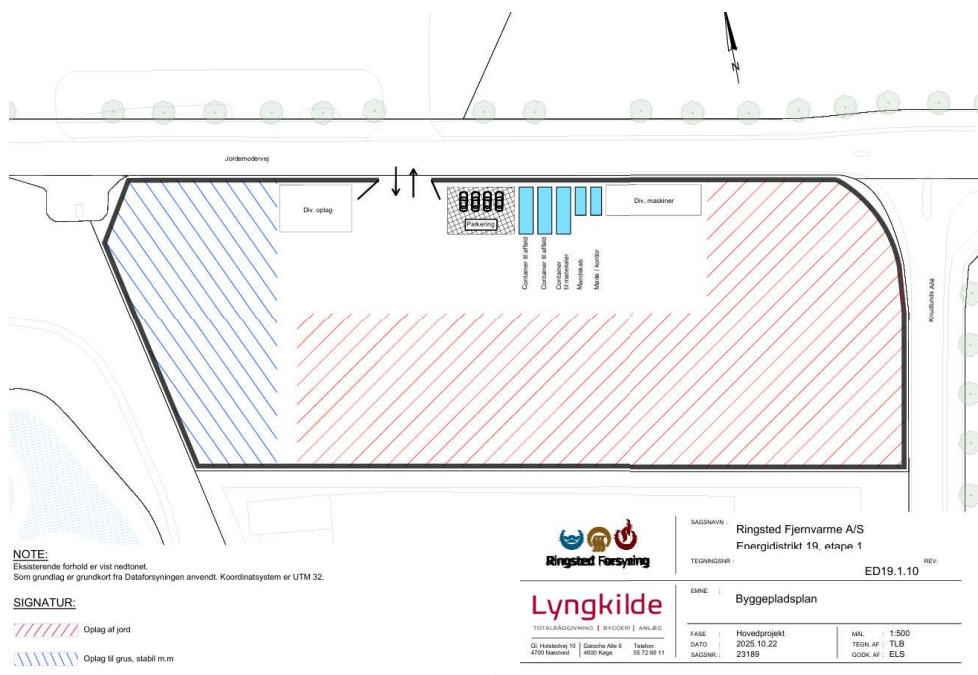 N
Jordemodervej
Div. oplag
Parkering
Div. maskiner
Container til affald
Container til affald
Container
til materialer
Mandskab
Møde / kontor
Knudlunds Allé
NOTE:
Eksisterende forhold er vist nedtonet.
Som grundlag er grundkort fra Dataforsyningen anvendt. Koordinatsystem er UTM 32.
SIGNATUR:
Oplag af jord
Oplag til grus, stabil m.m
Ringsted Forsyning
Lyngkilde
TOTALRÅDGIVNING | BYGGERI | ANLÆG
Gl. Holstedvej 10
4700 Næstved
Galoche Alle 6
4600 Køge
Telefon:
55 72 66 11
SAGSNAVN :
Ringsted Fjernvarme A/S
Energidistrikt 19, etape 1
TEGNINGSNR :
ED19.1.10
REV:
EMNE :
Byggepladsplan
FASE : Hovedprojekt
DATO : 2025.10.22
SAGSNR. : 23189
MÅL : 1:500
TEGN. AF : TLB
GODK. AF : ELS